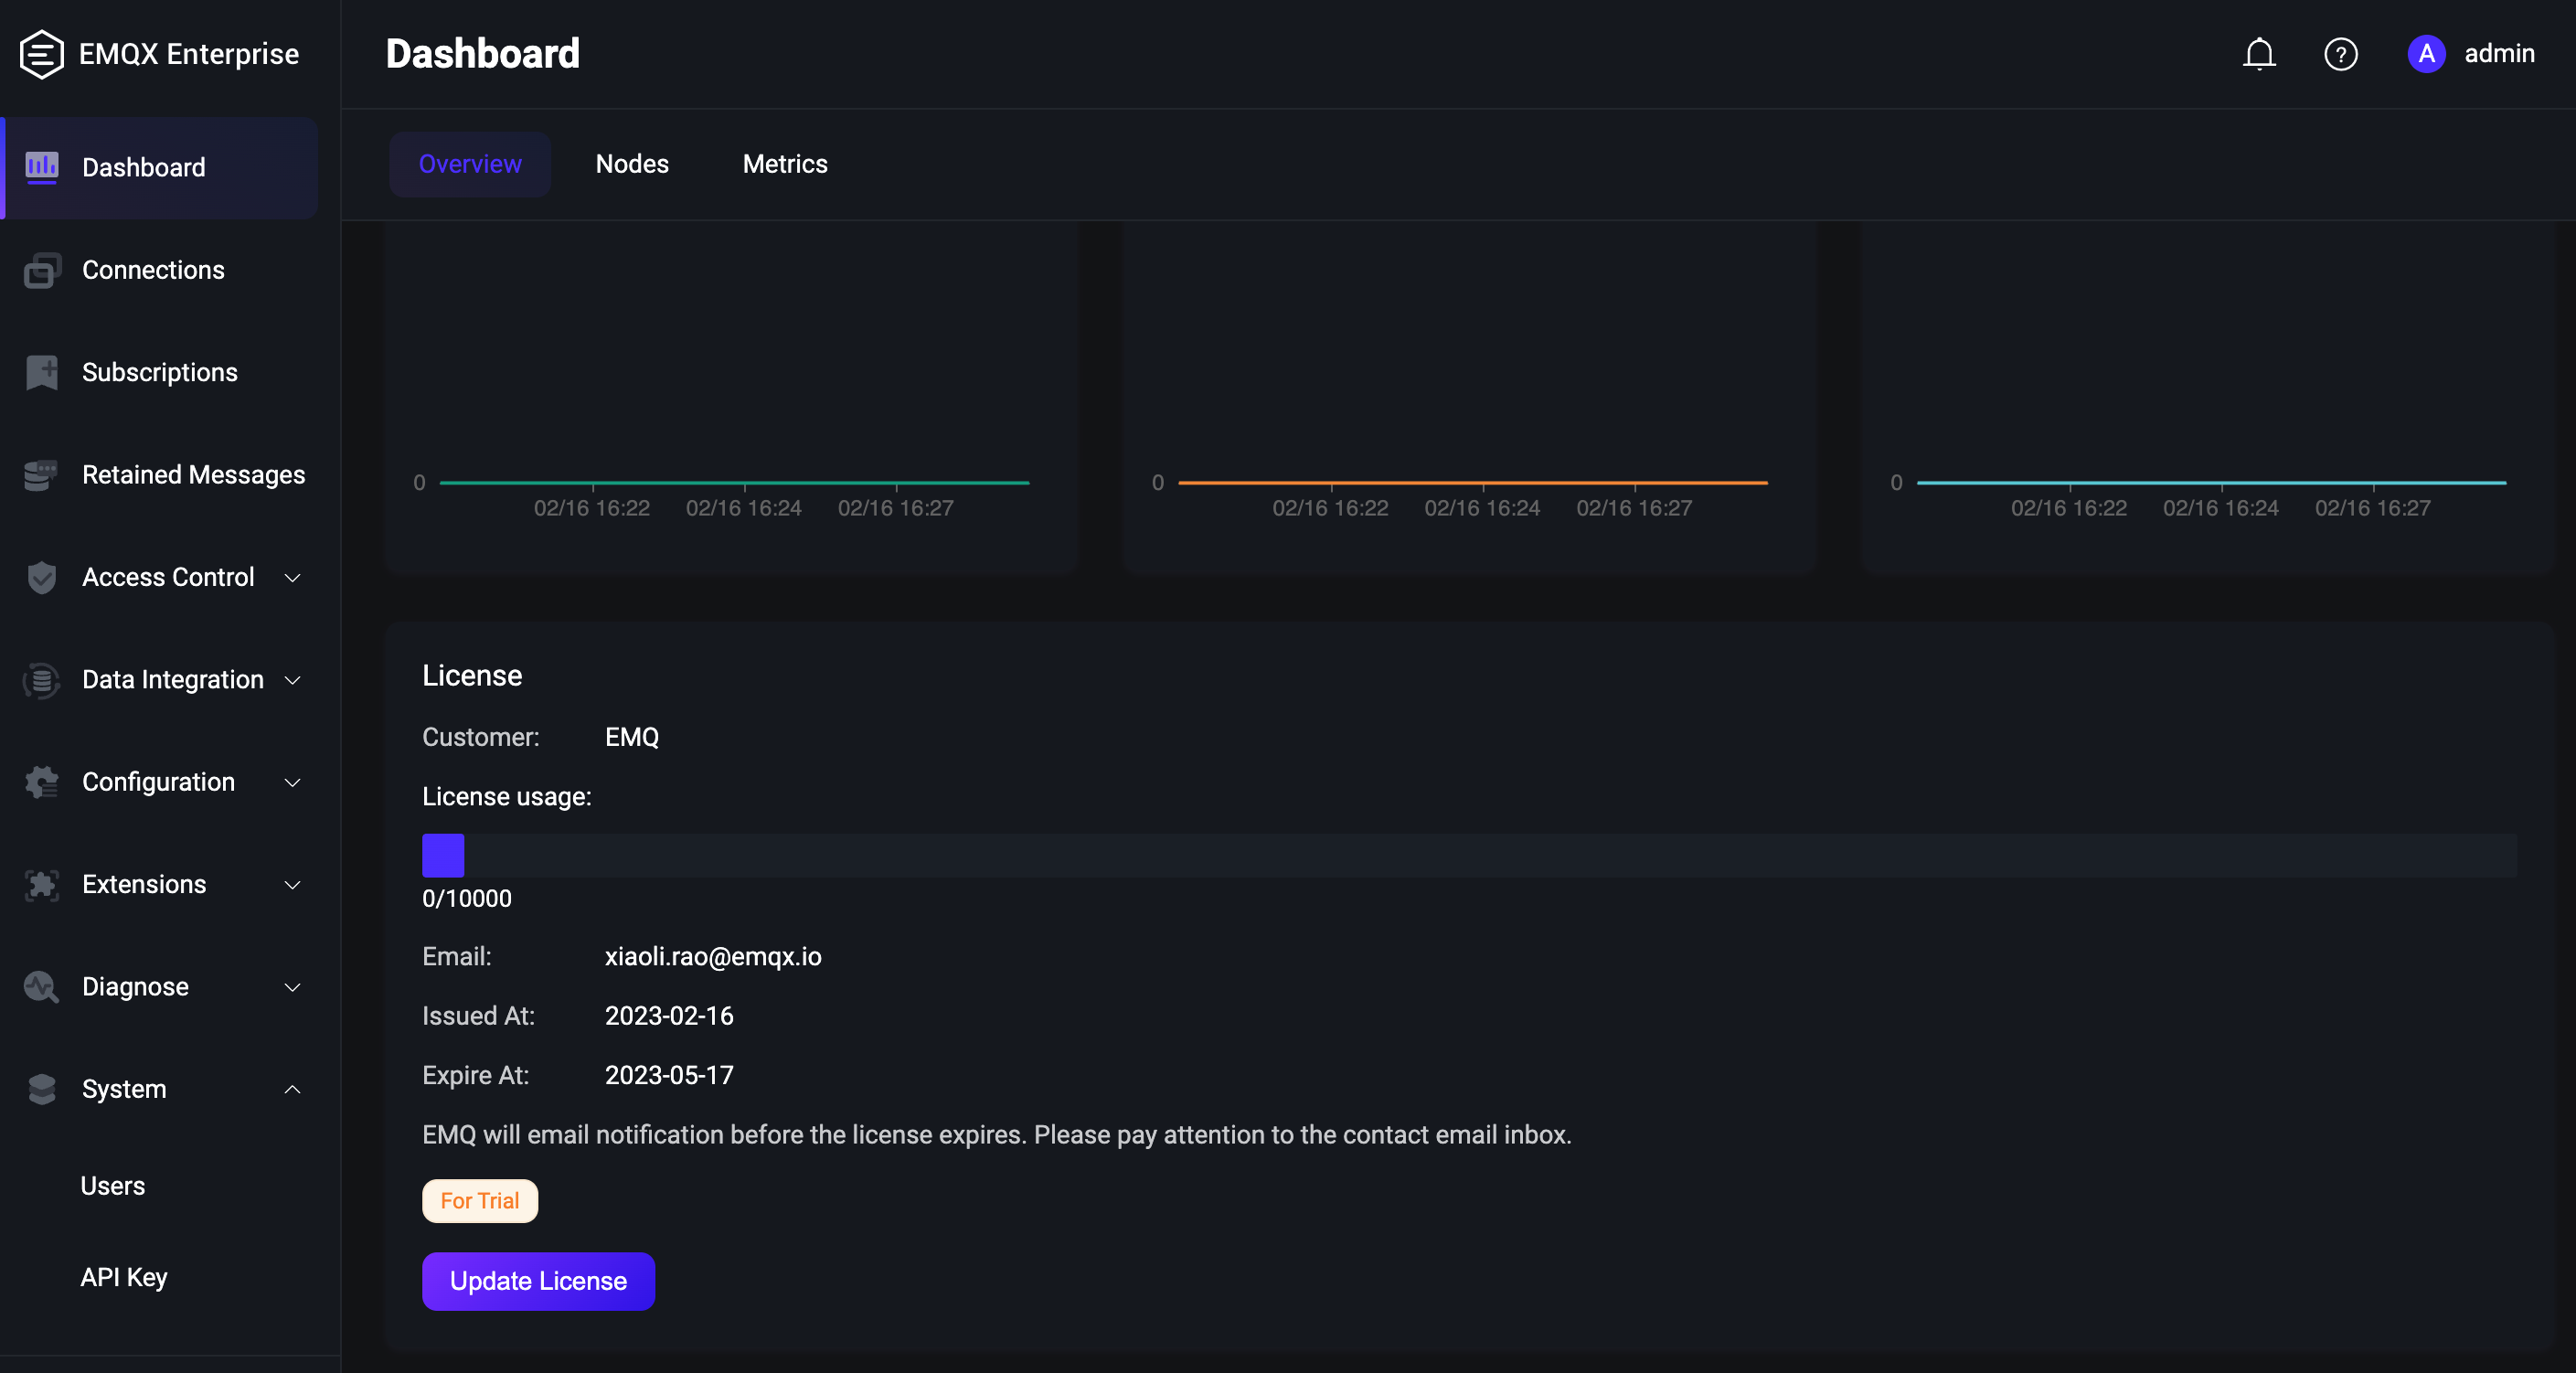 EMQX Enterprise
Dashboard
Connections
Subscriptions
Retained Messages
Access Control
Data Integration
Configuration
Extensions
Diagnose
System
Users
API Key
Dashboard
?
A admin
Overview Nodes Metrics
0
02/16 16:22 02/16 16:24 02/16 16:27
0
02/16 16:22 02/16 16:24 02/16 16:27
0
02/16 16:22 02/16 16:24 02/16 16:27
License
Customer: EMQ
License usage:
0/10000
Email: xiaoli.rao@emqx.io
Issued At: 2023-02-16
Expire At: 2023-05-17
EMQ will email notification before the license expires. Please pay attention to the contact email inbox.
For Trial
Update License